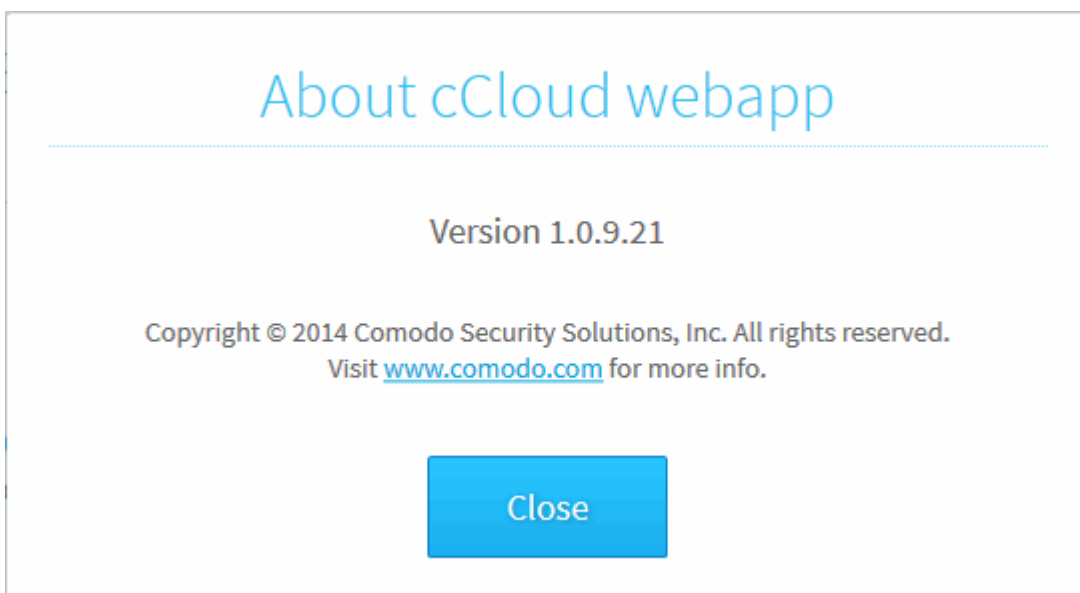 About cCloud webapp
Version 1.0.9.21
Copyright © 2014 Comodo Security Solutions, Inc. All rights reserved.
Visit www.comodo.com for more info.
Close